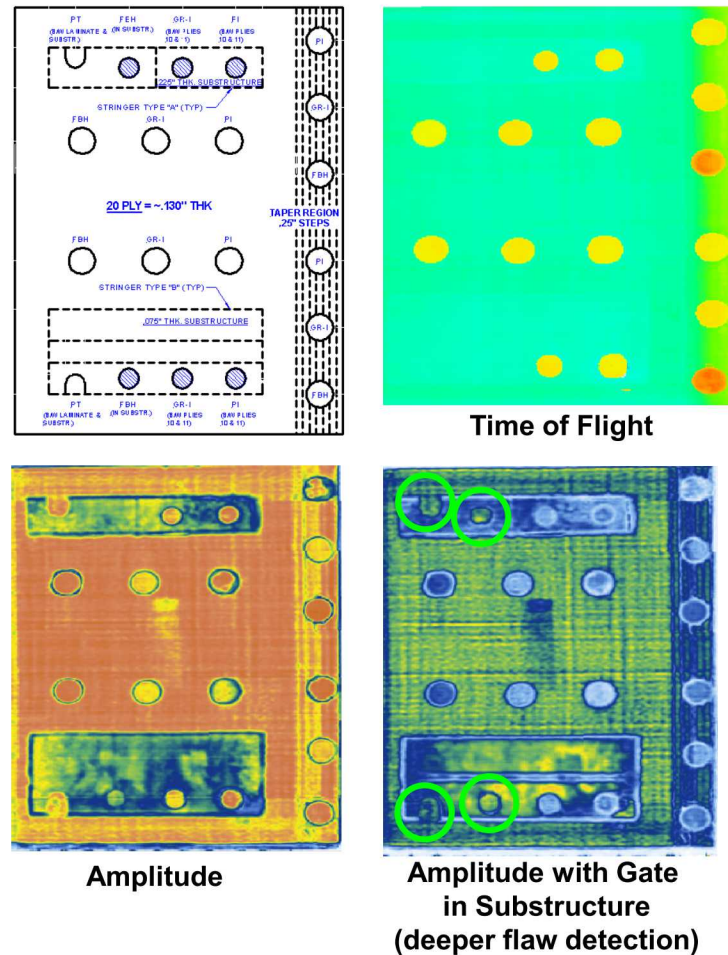 PT
(BAW LAMINATE &
SUBSTR.)
FBH
(IN SUBSTR.)
GR-I
(BAW PLIES
10 & 11)
PI
(BAW PLIES
10 & 11)
.225" THK. SUBSTRUCTURE
STRINGER TYPE "A" (TYP)
FBH
GR-I
PI
20 PLY = ~.130" THK
TAPER REGION
.25" STEPS
FBH
GR-I
PI
STRINGER TYPE "B" (TYP)
.075" THK. SUBSTRUCTURE
PT
(BAW LAMINATE &
SUBSTR.)
FBH
(IN SUBSTR.)
GR-I
(BAW PLIES
10 & 11)
PI
(BAW PLIES
10 & 11)
PI
GR-I
FBH
PI
GR-I
FBH
Time of Flight
Amplitude
Amplitude with Gate
in Substructure
(deeper flaw detection)